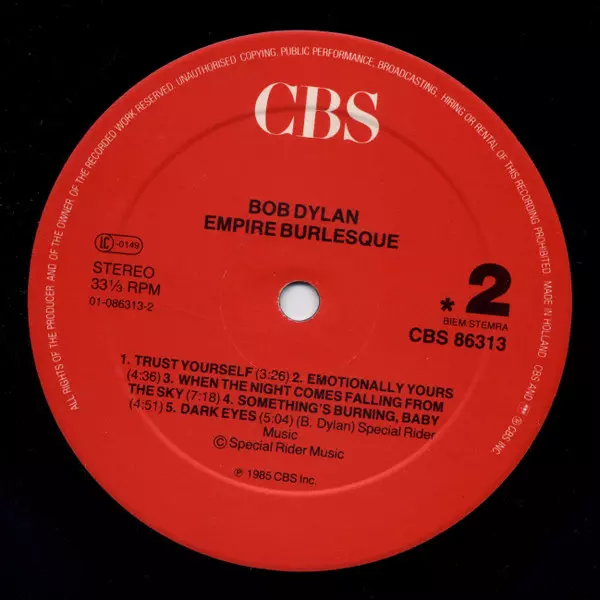 ALL RIGHTS OF THE PRODUCER AND OF THE OWNER OF THE RECORDED WORK RESERVED. UNAUTHORISED COPYING, PUBLIC PERFORMANCE, BROADCASTING, HIRING OR RENTAL OF THIS RECORDING PROHIBITED. MADE IN HOLLAND CBS AND ARE ® CBS INC.
CBS
BOB DYLAN
EMPIRE BURLESQUE
IC -0149
STEREO
33⅓ RPM
01-086313-2
* 2
BIEM/STEMRA
CBS 86313
1. TRUST YOURSELF (3:26) 2. EMOTIONALLY YOURS
(4:36) 3. WHEN THE NIGHT COMES FALLING FROM
THE SKY (7:18) 4. SOMETHING'S BURNING, BABY
(4:51) 5. DARK EYES (5:04) (B. Dylan) Special Rider
Music
© Special Rider Music
℗ 1985 CBS Inc.